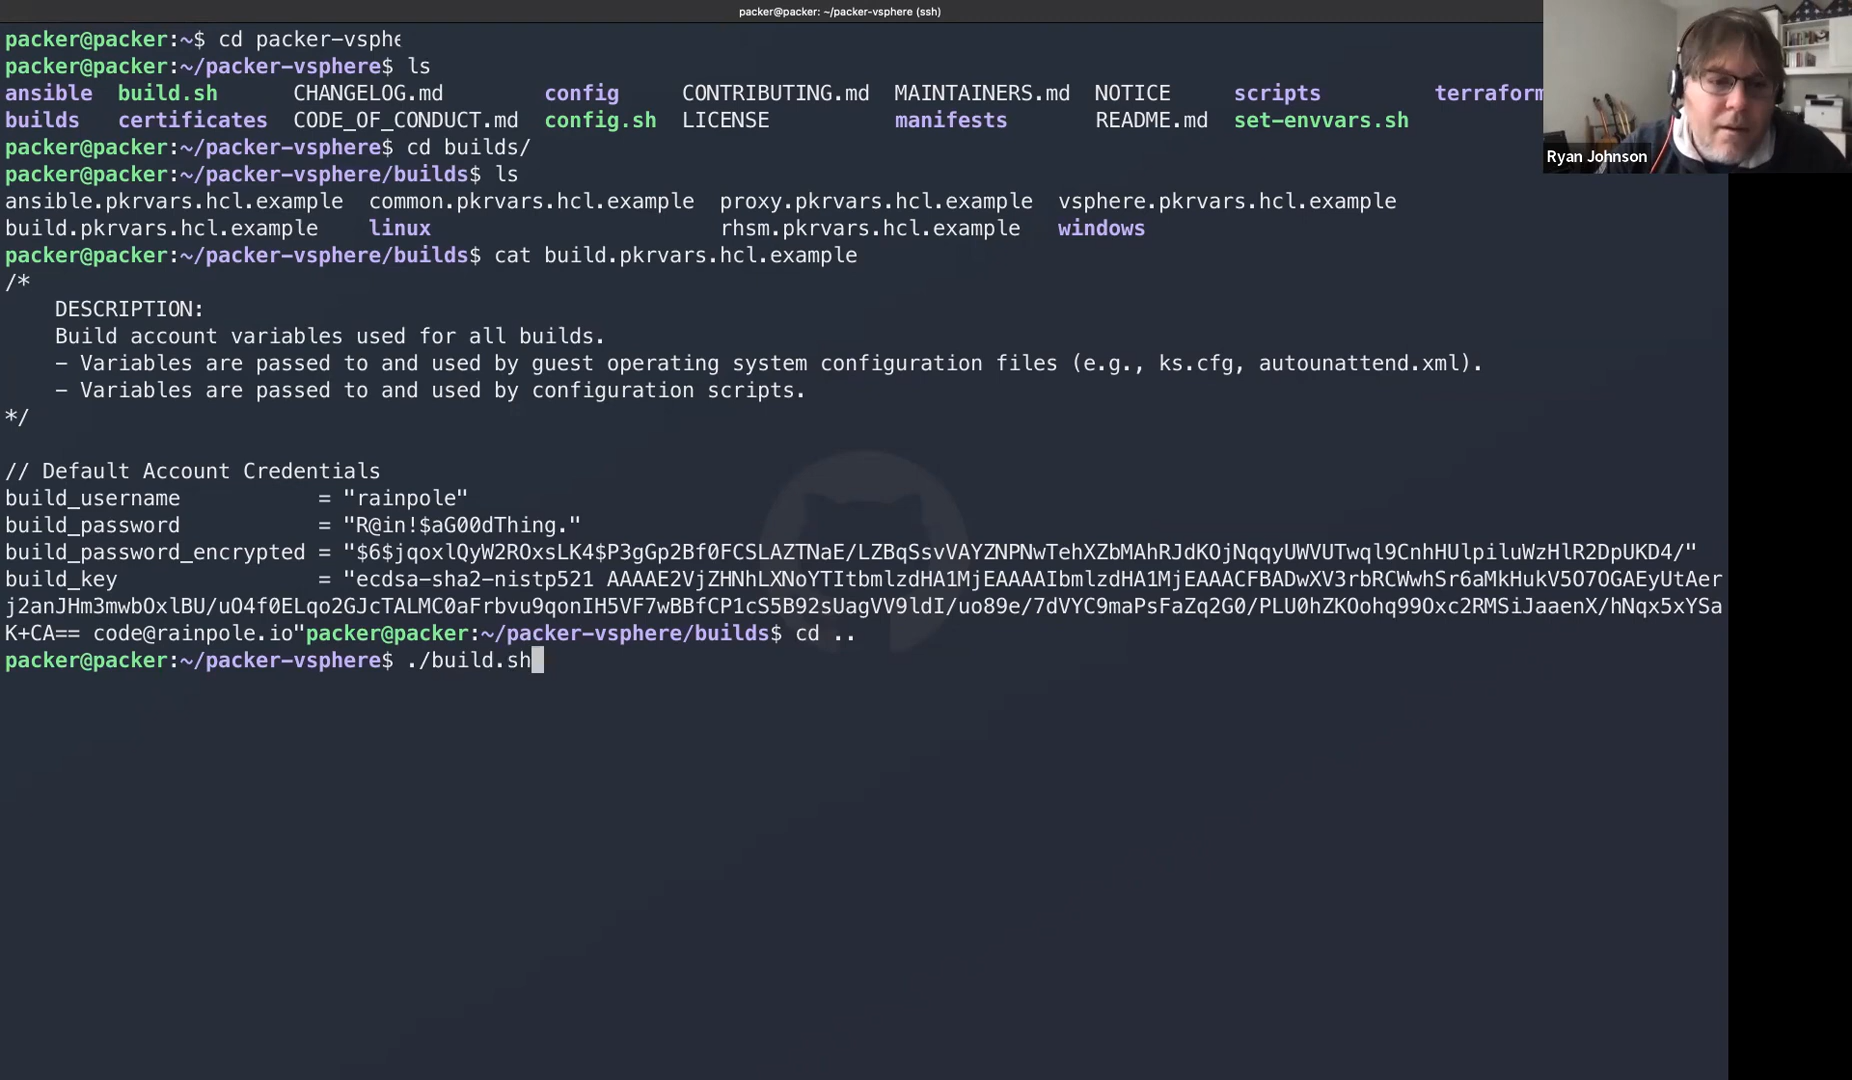 packer@packer: ~/packer-vsphere (ssh)
packer@packer:~$ cd packer-vsphe
packer@packer:~/packer-vsphere$ ls
ansible build.sh CHANGELOG.md config CONTRIBUTING.md MAINTAINERS.md NOTICE scripts terraform
builds certificates CODE_OF_CONDUCT.md config.sh LICENSE manifests README.md set-envvars.sh
Ryan Johnson
packer@packer:~/packer-vsphere$ cd builds/
packer@packer:~/packer-vsphere/builds$ ls
ansible.pkrvars.hcl.example common.pkrvars.hcl.example proxy.pkrvars.hcl.example vsphere.pkrvars.hcl.example
build.pkrvars.hcl.example linux rhsm.pkrvars.hcl.example windows
packer@packer:~/packer-vsphere/builds$ cat build.pkrvars.hcl.example
/*
DESCRIPTION:
Build account variables used for all builds.
- Variables are passed to and used by guest operating system configuration files (e.g., ks.cfg, autounattend.xml).
- Variables are passed to and used by configuration scripts.
*/
// Default Account Credentials
build_username = "rainpole"
build_password = "R@in!$aG00dThing."
build_password_encrypted = "$6$jqoxlQyW2ROxsLK4$P3gGp2Bf0FCSLAZTNaE/LZBqSsvVAYZNPNwTehXZbMAhRJdKOjNqqyUWVUTwql9CnhHUlpiluWzHlR2DpUKD4/"
build_key = "ecdsa-sha2-nistp521 AAAAE2VjZHNhLXNoYTItbmlzdHA1MjEAAAAIbmlzdHA1MjEAAACFBADwXV3rbRCWwhSr6aMkHukV5O7OGAEyUtAer
j2anJHm3mwbOxlBU/uO4f0ELqo2GJcTALMC0aFrbvu9qonIH5VF7wBBfCP1cS5B92sUagVV9ldI/uo89e/7dVYC9maPsFaZq2G0/PLU0hZKOohq99Oxc2RMSiJaaenX/hNqx5xYSa
K+CA== code@rainpole.io"packer@packer:~/packer-vsphere/builds$ cd ..
packer@packer:~/packer-vsphere$ ./build.sh